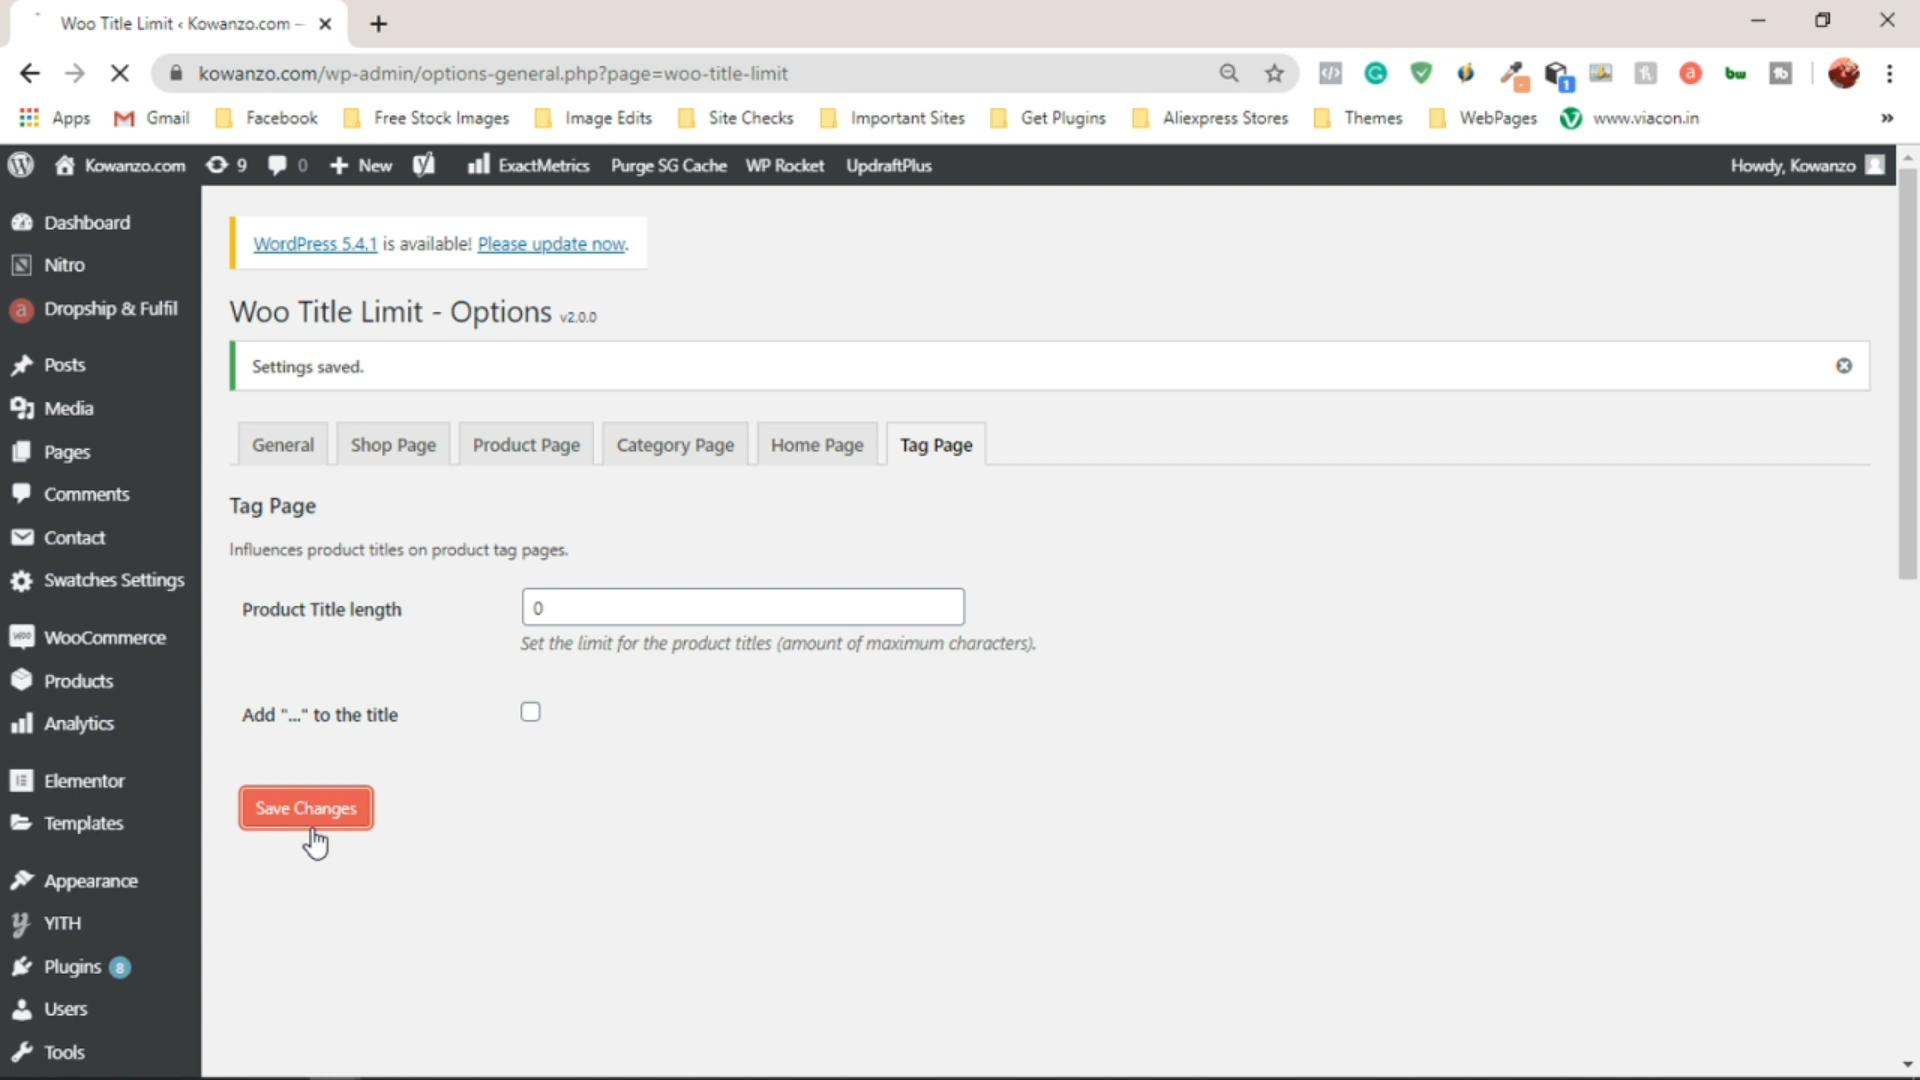 Woo Title Limit ‹ Kowanzo.com —
kowanzo.com/wp-admin/options-general.php?page=woo-title-limit
Apps Gmail Facebook Free Stock Images Image Edits Site Checks Important Sites Get Plugins Aliexpress Stores Themes WebPages www.viacon.in »
Kowanzo.com 9 0 New ExactMetrics Purge SG Cache WP Rocket UpdraftPlus Howdy, Kowanzo
Dashboard
Nitro
Dropship & Fulfil
Posts
Media
Pages
Comments
Contact
Swatches Settings
WooCommerce
Products
Analytics
Elementor
Templates
Appearance
YITH
Plugins 8
Users
Tools
WordPress 5.4.1 is available! Please update now.
Woo Title Limit - Options v2.0.0
Settings saved.
General Shop Page Product Page Category Page Home Page Tag Page
Tag Page
Influences product titles on product tag pages.
Product Title length 0
Set the limit for the product titles (amount of maximum characters).
Add "..." to the title
Save Changes